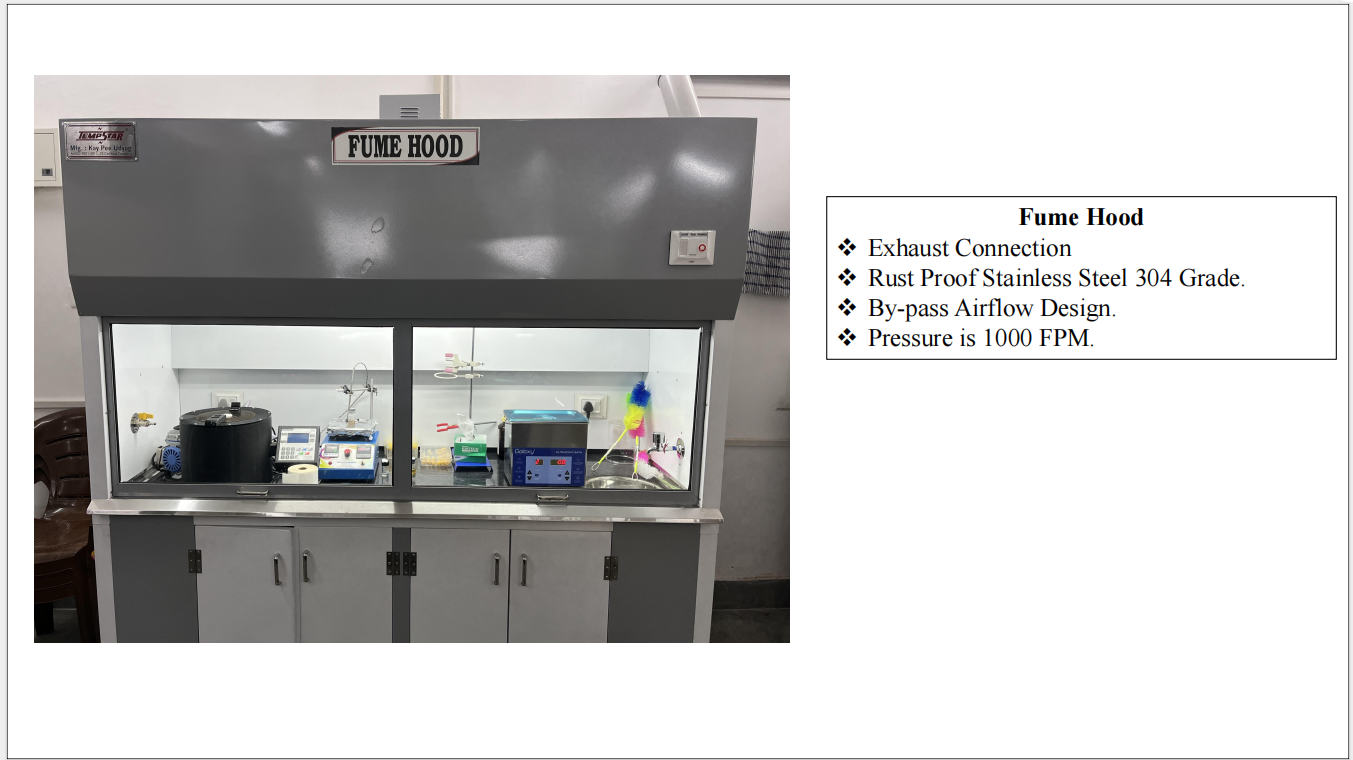 TEMPSTAR
Mfg. : Kay Pee Udyog
FUME HOOD
Galaxy
Fume Hood
❖ Exhaust Connection
❖ Rust Proof Stainless Steel 304 Grade.
❖ By-pass Airflow Design.
❖ Pressure is 1000 FPM.